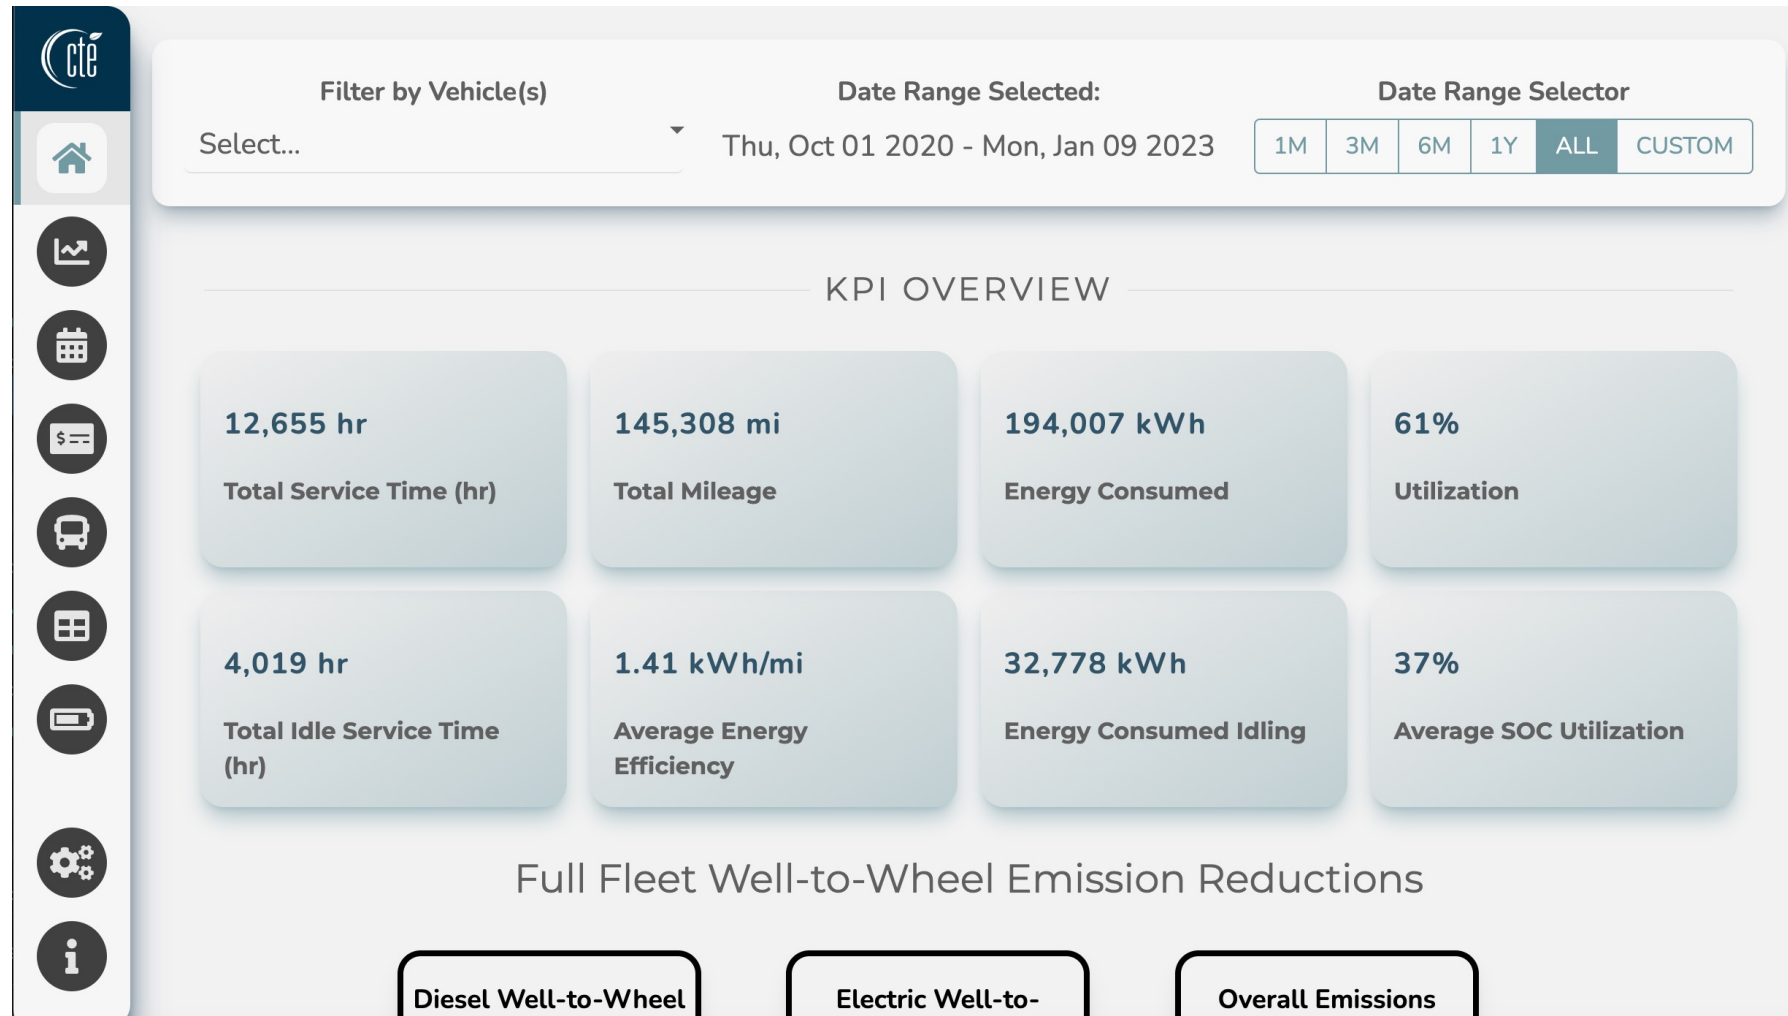 cte
Filter by Vehicle(s)
Select...
Date Range Selected:
Thu, Oct 01 2020 - Mon, Jan 09 2023
Date Range Selector
1M 3M 6M 1Y ALL CUSTOM
KPI OVERVIEW
12,655 hr
Total Service Time (hr)
145,308 mi
Total Mileage
194,007 kWh
Energy Consumed
61%
Utilization
4,019 hr
Total Idle Service Time
(hr)
1.41 kWh/mi
Average Energy
Efficiency
32,778 kWh
Energy Consumed Idling
37%
Average SOC Utilization
Full Fleet Well-to-Wheel Emission Reductions
Diesel Well-to-Wheel
Electric Well-to-
Overall Emissions